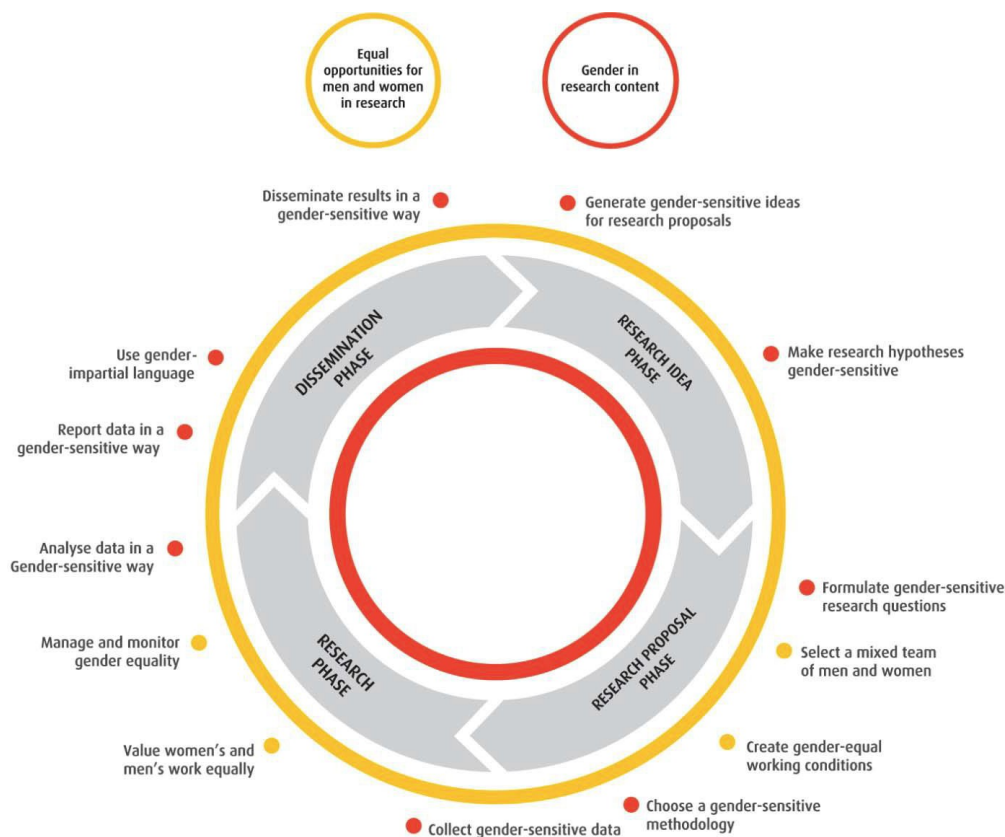 Equal
opportunities for
men and women
in research
Gender in
research content
Disseminate results in a
gender-sensitive way
Generate gender-sensitive ideas
for research proposals
DISSEMINATION
PHASE
RESEARCH IDEA
PHASE
Use gender-
impartial language
Make research hypotheses
gender-sensitive
Report data in a
gender-sensitive way
Analyse data in a
Gender-sensitive way
Formulate gender-sensitive
research questions
Manage and monitor
gender equality
RESEARCH
PHASE
RESEARCH PROPOSAL
PHASE
Select a mixed team
of men and women
Value women's and
men's work equally
Create gender-equal
working conditions
Collect gender-sensitive data
Choose a gender-sensitive
methodology